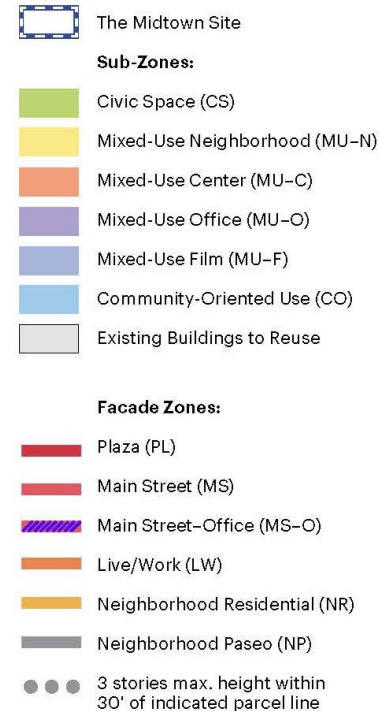 The Midtown Site
Sub-Zones:
Civic Space (CS)
Mixed-Use Neighborhood (MU–N)
Mixed-Use Center (MU–C)
Mixed-Use Office (MU–O)
Mixed-Use Film (MU–F)
Community-Oriented Use (CO)
Existing Buildings to Reuse
Facade Zones:
Plaza (PL)
Main Street (MS)
Main Street–Office (MS–O)
Live/Work (LW)
Neighborhood Residential (NR)
Neighborhood Paseo (NP)
3 stories max. height within
30' of indicated parcel line